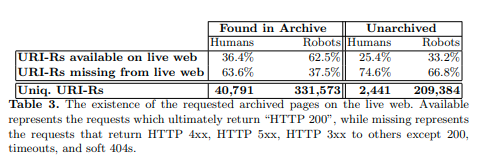 Found in Archive Unarchived
Humans Robots Humans Robots
URI-Rs available on live web 36.4% 62.5% 25.4% 33.2%
URI-Rs missing from live web 63.6% 37.5% 74.6% 66.8%
Uniq. URI-Rs 40,791 331,573 2,441 209,384
Table 3. The existence of the requested archived pages on the live web. Available
represents the requests which ultimately return “HTTP 200”, while missing represents
the requests that return HTTP 4xx, HTTP 5xx, HTTP 3xx to others except 200,
timeouts, and soft 404s.